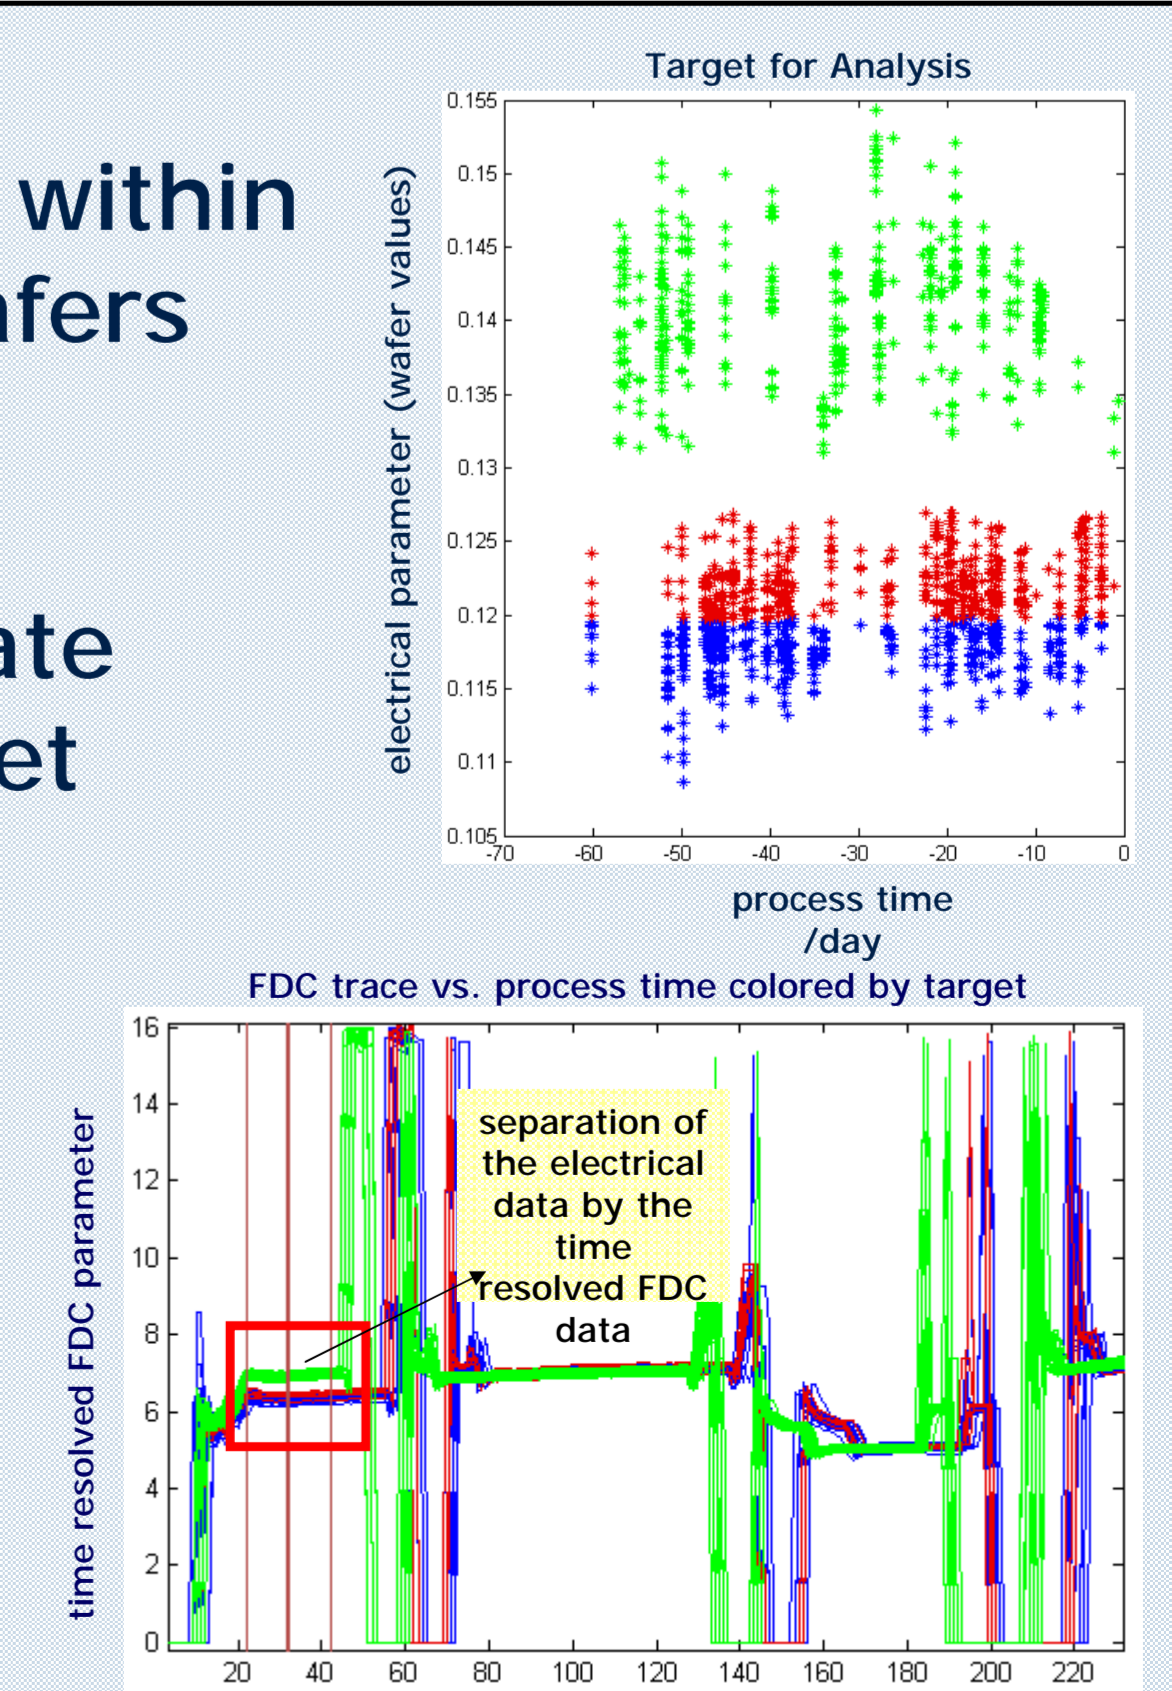 within
afers
ate
et
Target for Analysis
electrical parameter (wafer values)
0.155
0.15
0.145
0.14
0.135
0.13
0.125
0.12
0.115
0.11
0.105
-70 -60 -50 -40 -30 -20 -10 0
process time
/day
FDC trace vs. process time colored by target
time resolved FDC parameter
16
14
12
10
8
6
4
2
0
separation of
the electrical
data by the
time
resolved FDC
data
20 40 60 80 100 120 140 160 180 200 220